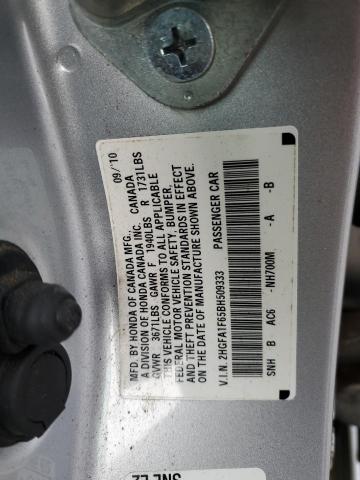 MFD. BY HONDA OF CANADA MFG. 09/'10
A DIVISION OF HONDA CANADA INC. CANADA
GVWR 3671LBS GAWR F 1940LBS R 1731LBS
THIS VEHICLE CONFORMS TO ALL APPLICABLE
FEDERAL MOTOR VEHICLE SAFETY, BUMPER,
AND THEFT PREVENTION STANDARDS IN EFFECT
ON THE DATE OF MANUFACTURE SHOWN ABOVE.
V.I.N. 2HGFA1F65BH509333 PASSENGER CAR
SNH B AC6 -NH700M -A -B